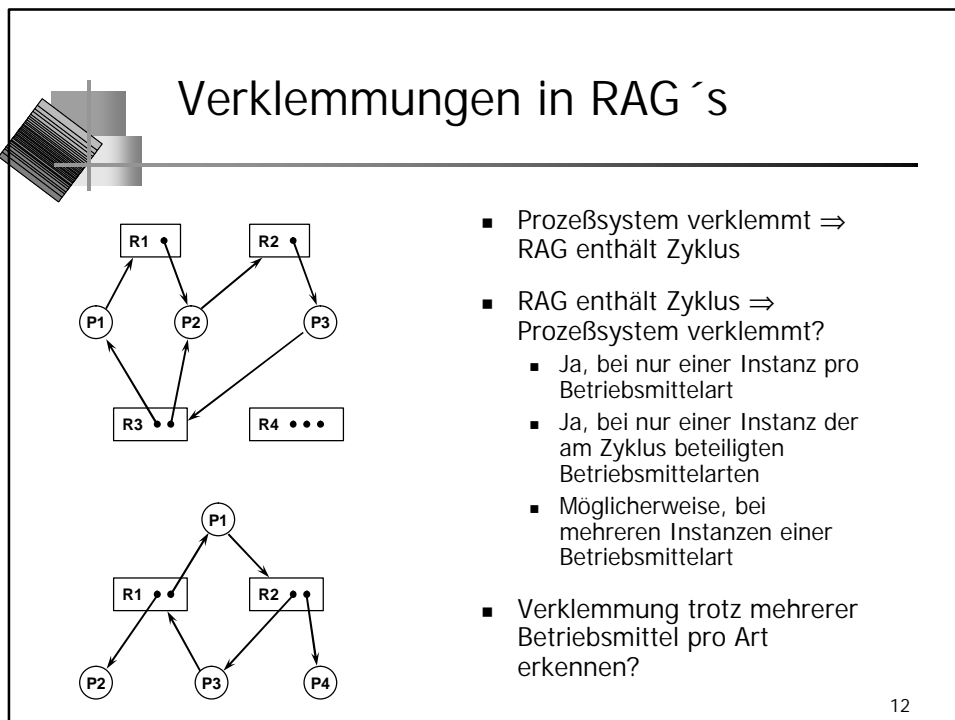 Verklemmungen in RAG´s
R1
R2
P1
P2
P3
R3
R4
P1
R1
R2
P2
P3
P4
Prozeßsystem verklemmt ⇒
RAG enthält Zyklus
RAG enthält Zyklus ⇒
Prozeßsystem verklemmt?
Ja, bei nur einer Instanz pro
Betriebsmittelart
Ja, bei nur einer Instanz der
am Zyklus beteiligten
Betriebsmittelarten
Möglicherweise, bei
mehreren Instanzen einer
Betriebsmittelart
Verklemmung trotz mehrerer
Betriebsmittel pro Art
erkennen?
12